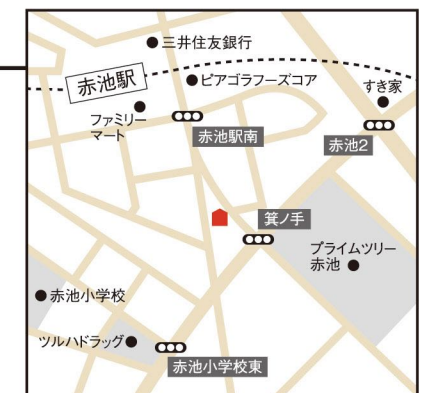 三井住友銀行
赤池駅
ピアゴラフーズコア
すき家
ファミリー
マート
赤池駅南
赤池2
箕ノ手
プライムツリー
赤池
赤池小学校
ツルハドラッグ
赤池小学校東